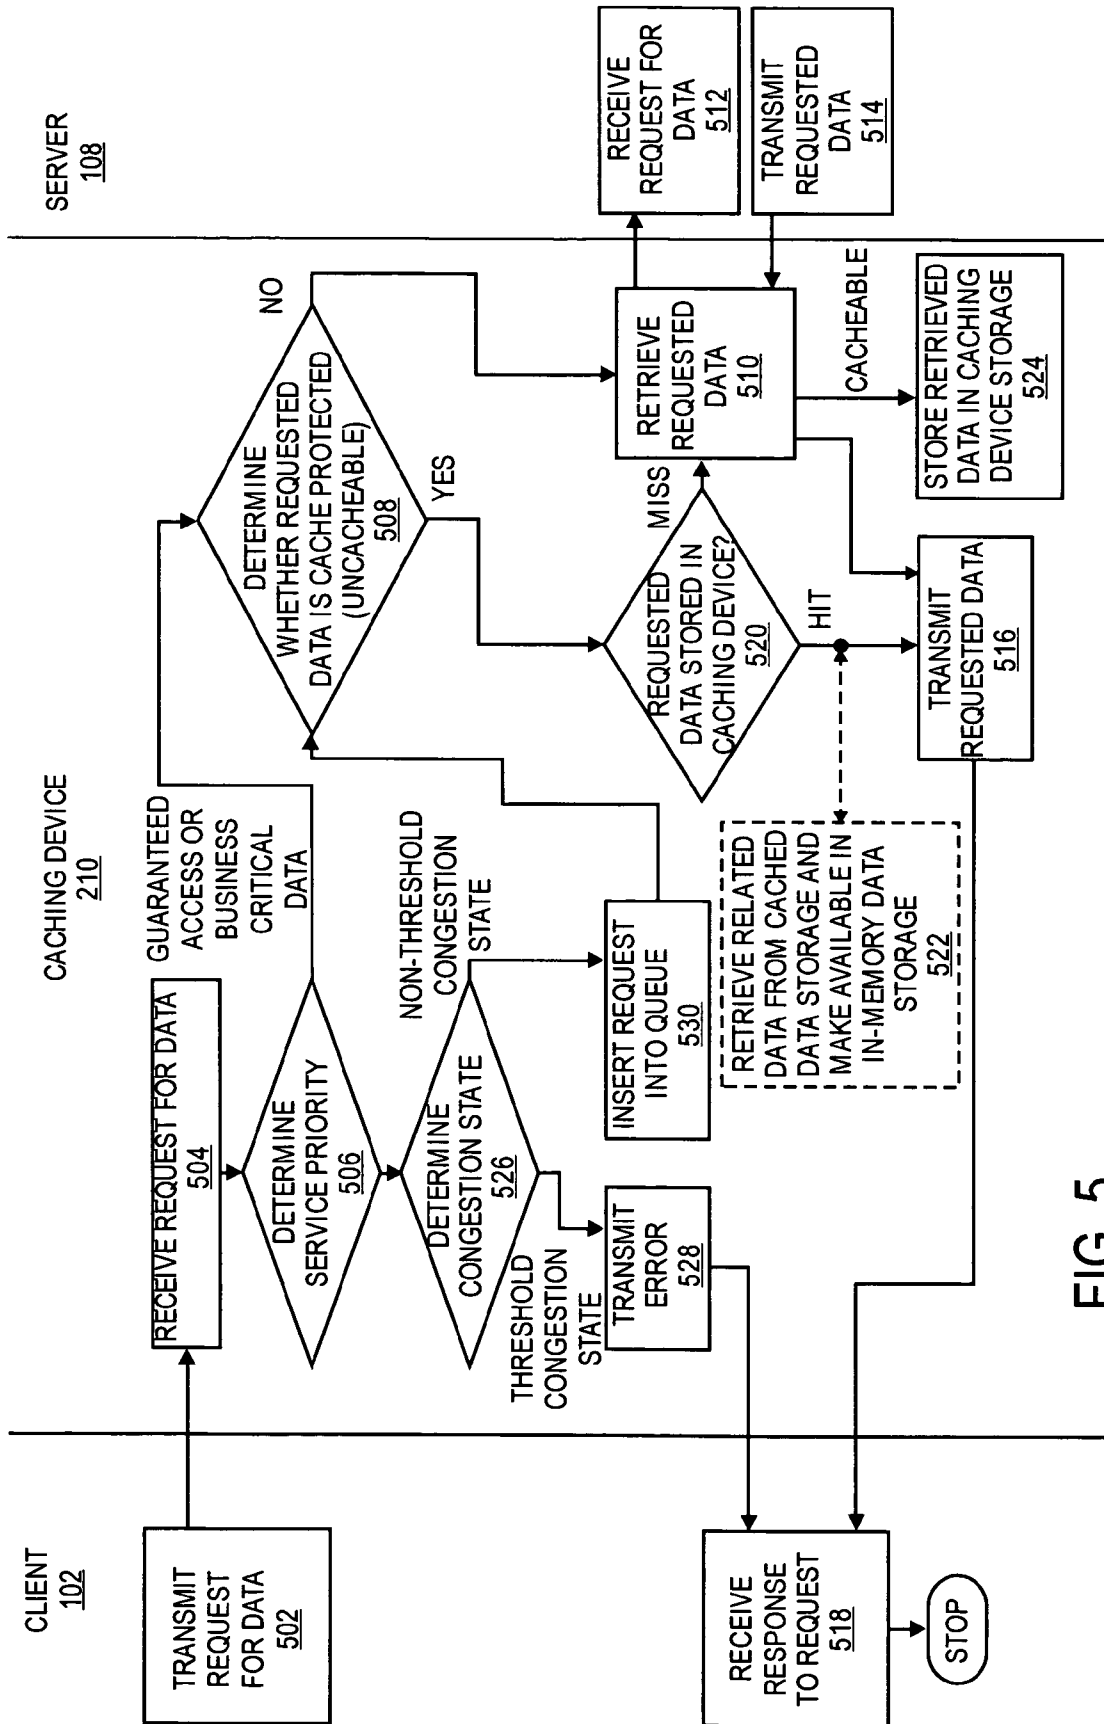 CLIENT
102
CACHING DEVICE
210
SERVER
108
TRANSMIT
REQUEST
FOR DATA
502
RECEIVE REQUEST FOR DATA
504
DETERMINE
SERVICE PRIORITY
506
GUARANTEED
ACCESS OR
BUSINESS
CRITICAL
DATA
DETERMINE
WHETHER REQUESTED
DATA IS CACHE PROTECTED
(UNCACHEABLE)
508
NO
YES
DETERMINE
CONGESTION STATE
526
NON-THRESHOLD
CONGESTION
STATE
THRESHOLD
CONGESTION
STATE
TRANSMIT
ERROR
528
INSERT REQUEST
INTO QUEUE
530
REQUESTED
DATA STORED IN
CACHING DEVICE?
520
MISS
HIT
RETRIEVE
REQUESTED
DATA
510
RECEIVE
REQUEST FOR
DATA
512
TRANSMIT
REQUESTED
DATA
514
CACHEABLE
RETRIEVE RELATED
DATA FROM CACHED
DATA STORAGE AND
MAKE AVAILABLE IN
IN-MEMORY DATA
STORAGE
522
TRANSMIT
REQUESTED DATA
516
STORE RETRIEVED
DATA IN CACHING
DEVICE STORAGE
524
RECEIVE
RESPONSE
TO REQUEST
518
STOP
FIG. 5